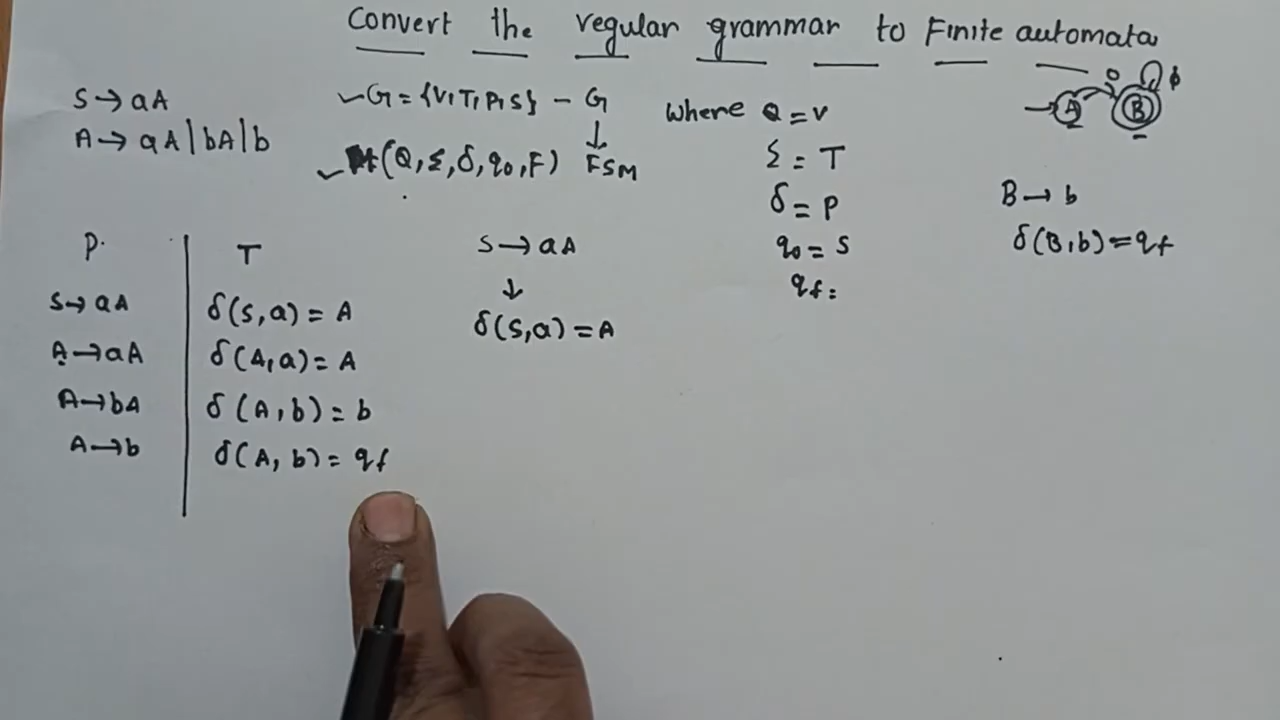 Convert the regular grammar to Finite automata
S → aA
A → aA | bA | b
G = {V, T, P, S} - G
↓
(Q, Σ, δ, q0, F) FSM
where Q = V
Σ = T
δ = P
q0 = S
qf =
A 0 B
B → b
δ(B, b) = qf
P T
S → aA δ(S, a) = A
A → aA δ(A, a) = A
A → bA δ(A, b) = b
A → b δ(A, b) = qf
S → aA
↓
δ(S, a) = A